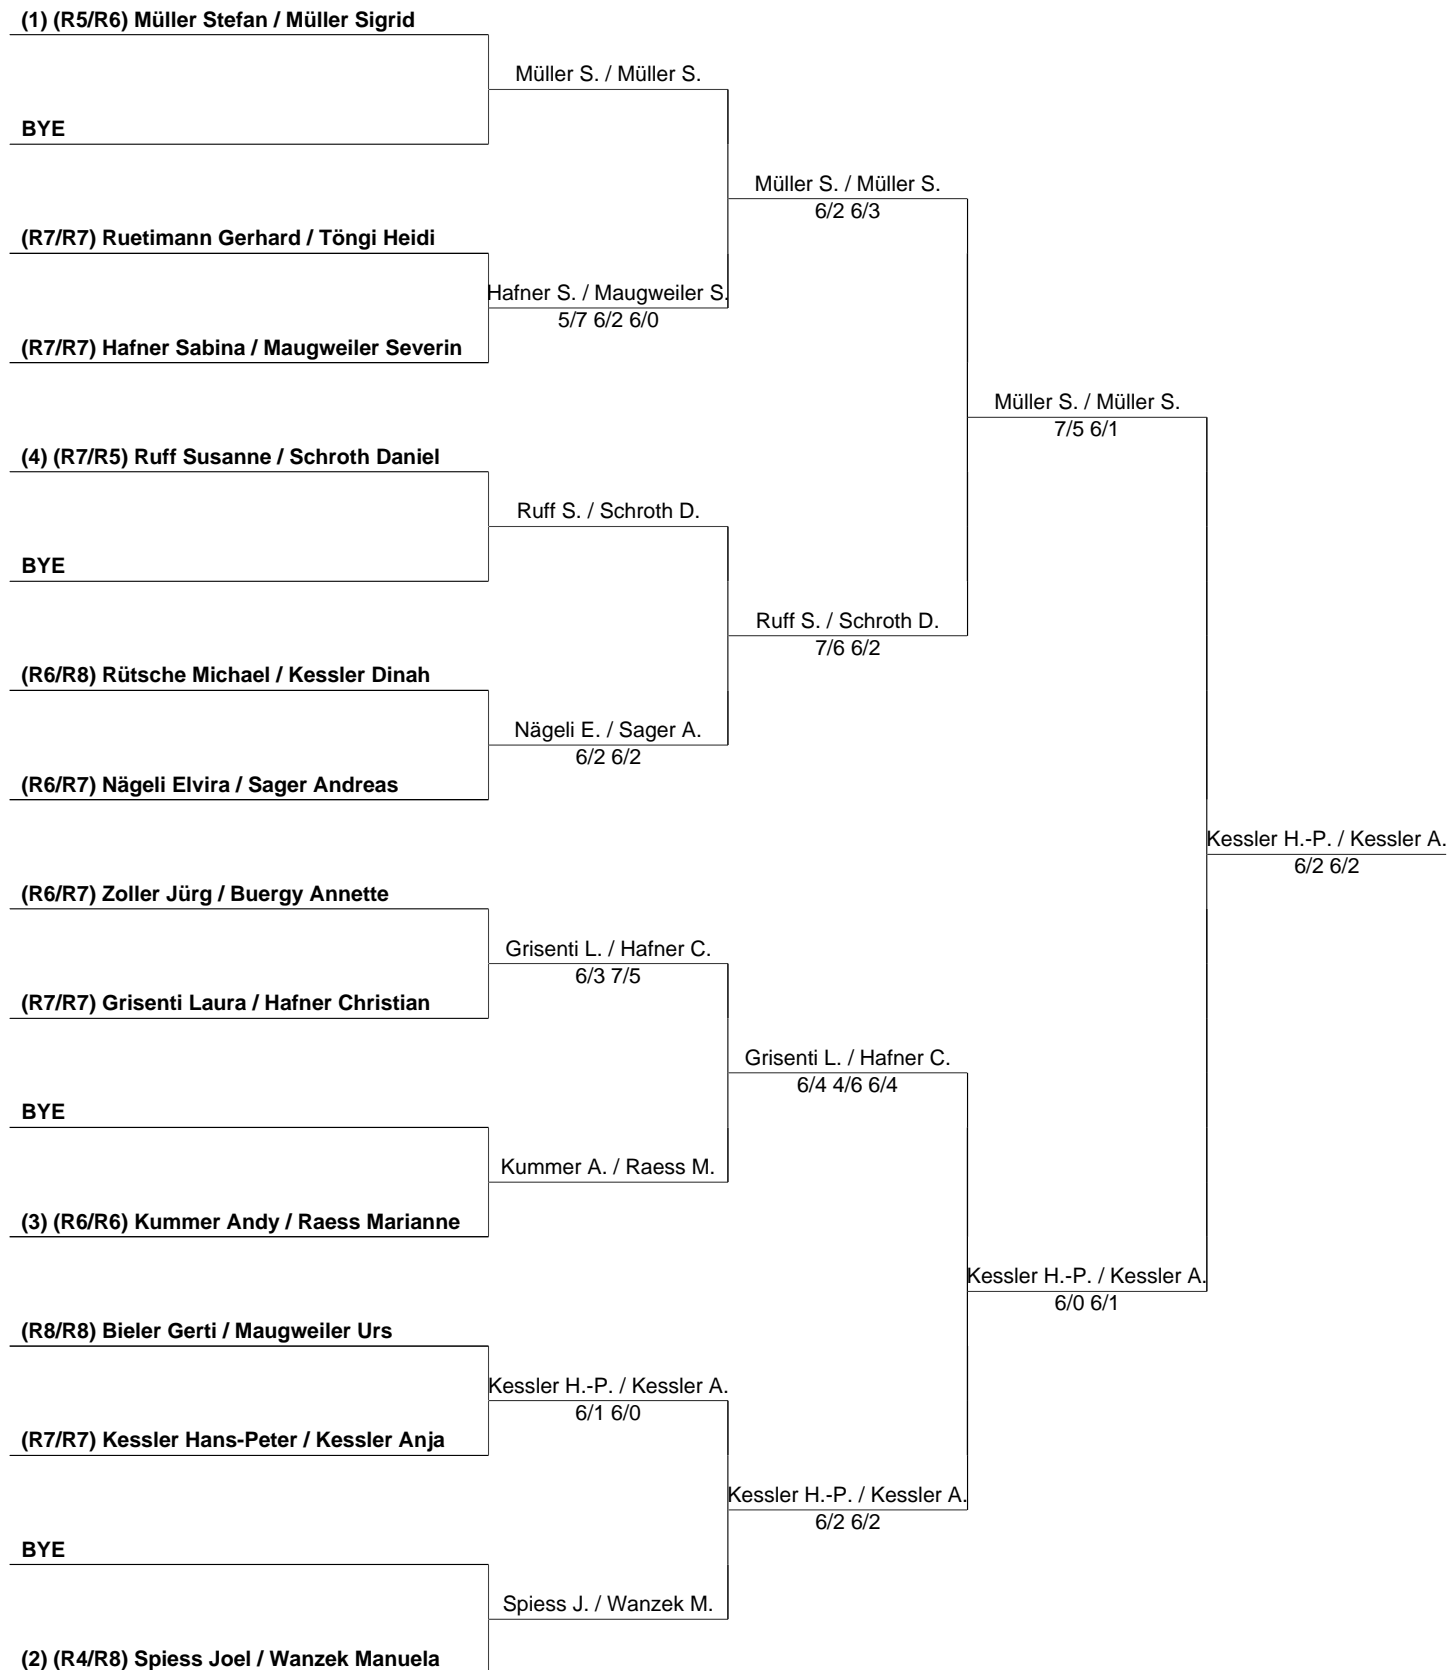 (1) (R5/R6) Müller Stefan / Müller Sigrid
Müller S. / Müller S.
BYE
Müller S. / Müller S.
6/2 6/3
(R7/R7) Ruetimann Gerhard / Töngi Heidi
Hafner S. / Maugweiler S.
5/7 6/2 6/0
(R7/R7) Hafner Sabina / Maugweiler Severin
Müller S. / Müller S.
7/5 6/1
(4) (R7/R5) Ruff Susanne / Schroth Daniel
Ruff S. / Schroth D.
BYE
Ruff S. / Schroth D.
7/6 6/2
(R6/R8) Rütsche Michael / Kessler Dinah
Nägeli E. / Sager A.
6/2 6/2
(R6/R7) Nägeli Elvira / Sager Andreas
Kessler H.-P. / Kessler A.
6/2 6/2
(R6/R7) Zoller Jürg / Buergy Annette
Grisenti L. / Hafner C.
6/3 7/5
(R7/R7) Grisenti Laura / Hafner Christian
Grisenti L. / Hafner C.
6/4 4/6 6/4
BYE
Kummer A. / Raess M.
(3) (R6/R6) Kummer Andy / Raess Marianne
Kessler H.-P. / Kessler A.
6/0 6/1
(R8/R8) Bieler Gerti / Maugweiler Urs
Kessler H.-P. / Kessler A.
6/1 6/0
(R7/R7) Kessler Hans-Peter / Kessler Anja
Kessler H.-P. / Kessler A.
6/2 6/2
BYE
Spiess J. / Wanzek M.
(2) (R4/R8) Spiess Joel / Wanzek Manuela